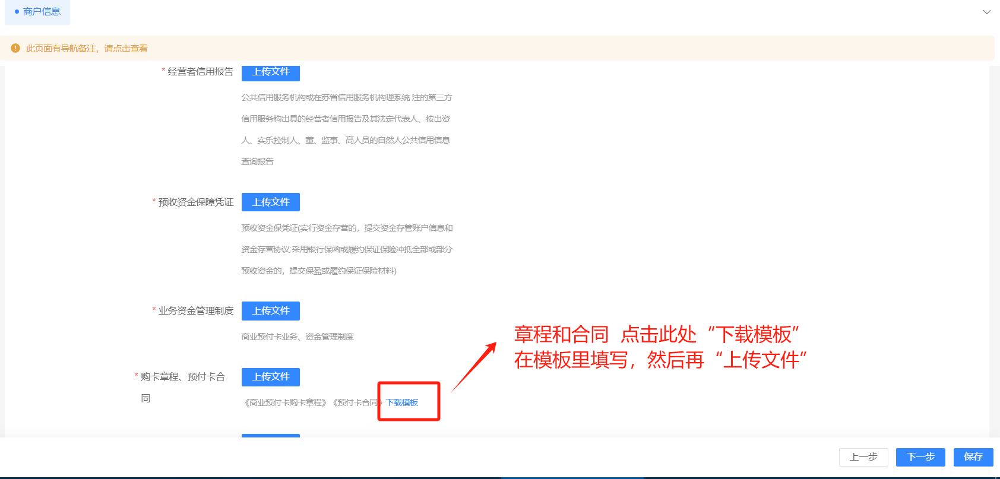 商户信息
此页面有导航备注，请点击查看
* 经营者信用报告 上传文件
公共信用服务机构或在苏省信用服务机构理系统 注的第三方
信用服务构出具的经营者信用报告及其法定代表人、按出资
人、实乐控制人、董、监事、高人员的自然人公共信用信息
查询报告
* 预收资金保障凭证 上传文件
预收资金保凭证(实行资金存营的，提交资金存管账户信息和
资金存营协议:采用银行保函或履约保证保险冲抵全部或部分
预收资金的，提交保盈或履约保证保险材料)
* 业务资金管理制度 上传文件
商业预付卡业务、资金管理制度
章程和合同 点击此处“下载模板”
在模板里填写，然后再“上传文件”
* 购卡章程、预付卡合
同
上传文件
《商业预付卡购卡章程》《预付卡合同》下载模板
上一步 下一步 保存